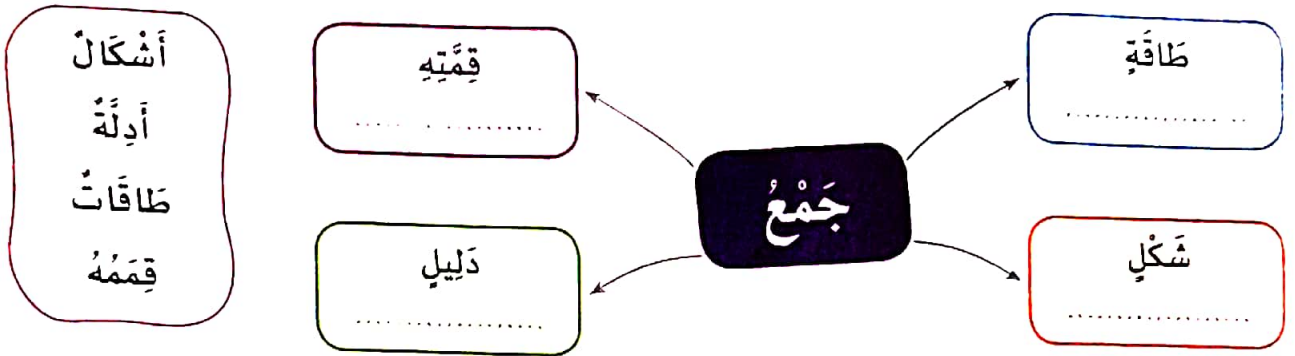 طَاقَةٍ
....................
قِمَّتِهِ
....................
أَشْكَالٌ
أَدِلَّةٌ
طَاقَاتٌ
قِمَمُهُ
جَمْعُ
شَكْلٍ
....................
دَلِيلٍ
....................